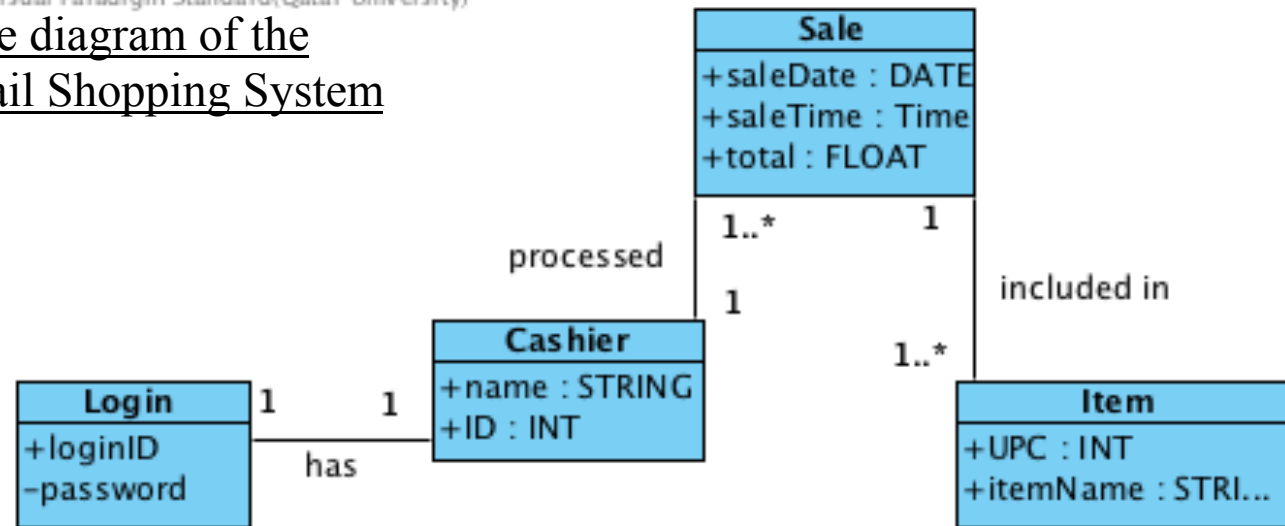 e diagram of the
ail Shopping System
Sale
+saleDate : DATE
+saleTime : Time
+total : FLOAT
1..*
1
processed
1
included in
1..*
Cashier
+name : STRING
+ID : INT
Login
+loginID
-password
1
1
has
Item
+UPC : INT
+itemName : STRI...